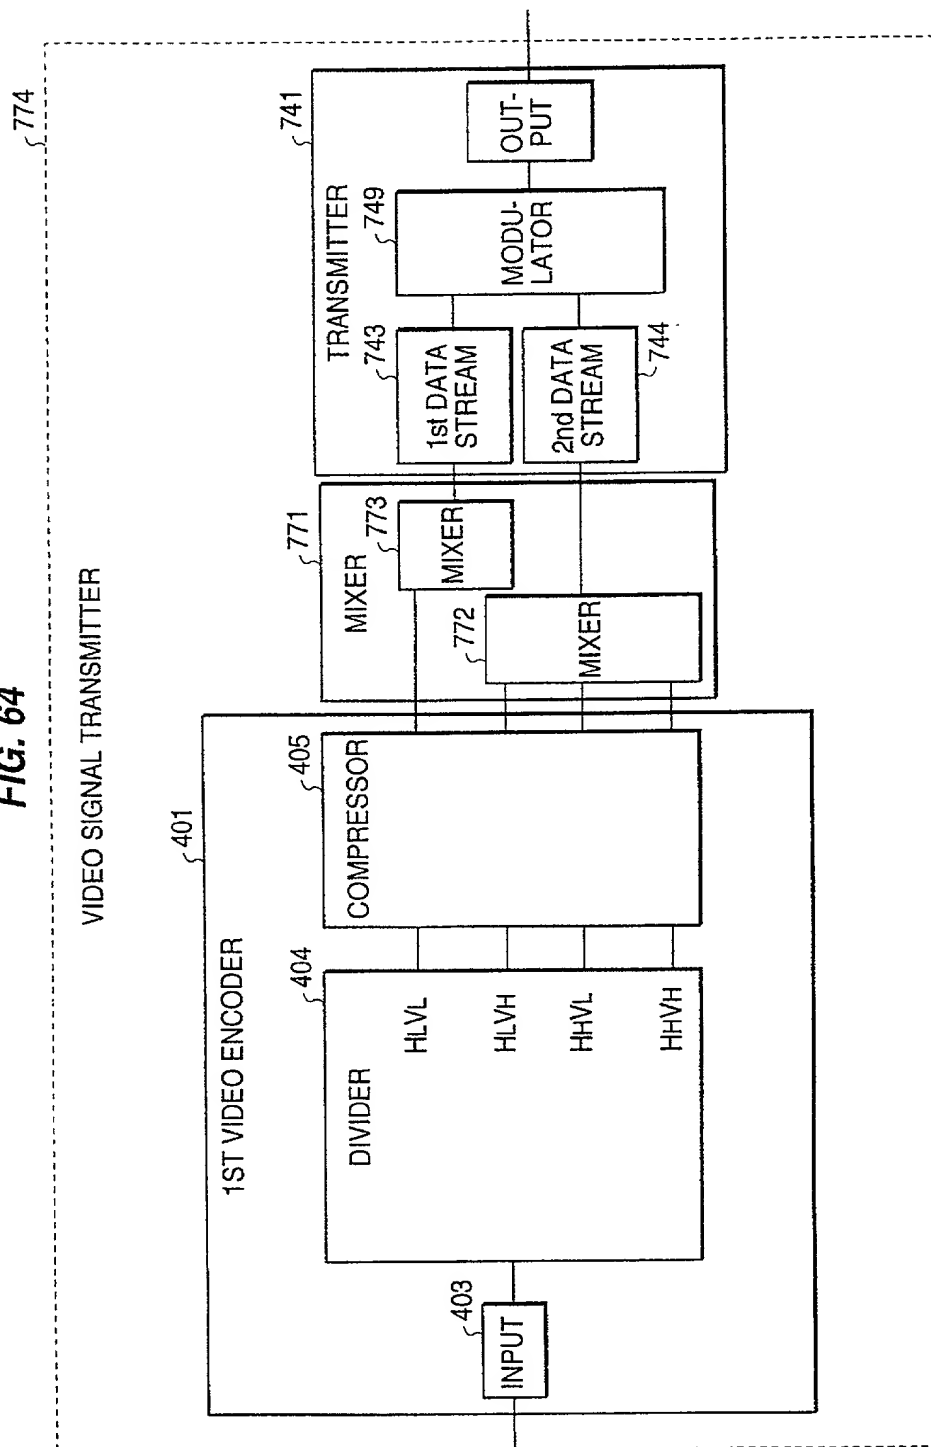 FIG. 64
VIDEO SIGNAL TRANSMITTER
774
1ST VIDEO ENCODER
401
INPUT
403
DIVIDER
404
HLVL
HLVH
HHVL
HHVH
COMPRESSOR
405
MIXER
771
772
MIXER
773
MIXER
TRANSMITTER
741
743
1st DATA
STREAM
2nd DATA
STREAM
744
749
MODU-
LATOR
OUT-
PUT